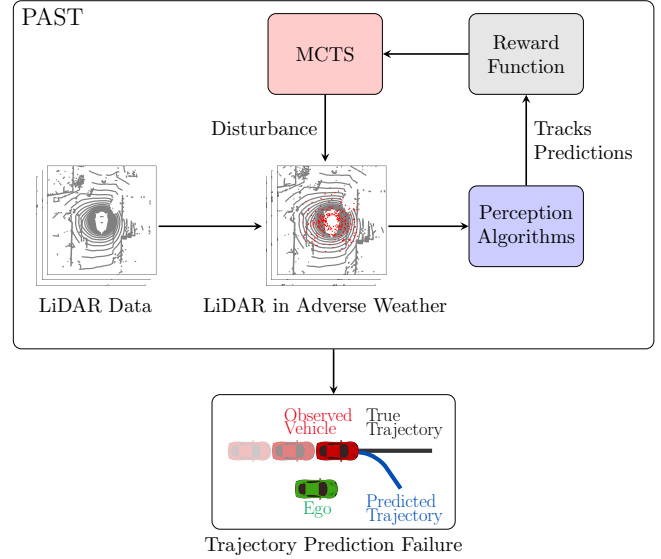 PAST
MCTS
Reward
Function
Disturbance
Tracks
Predictions
Perception
Algorithms
LiDAR Data
LiDAR in Adverse Weather
Observed
Vehicle
True
Trajectory
Ego
Predicted
Trajectory
Trajectory Prediction Failure